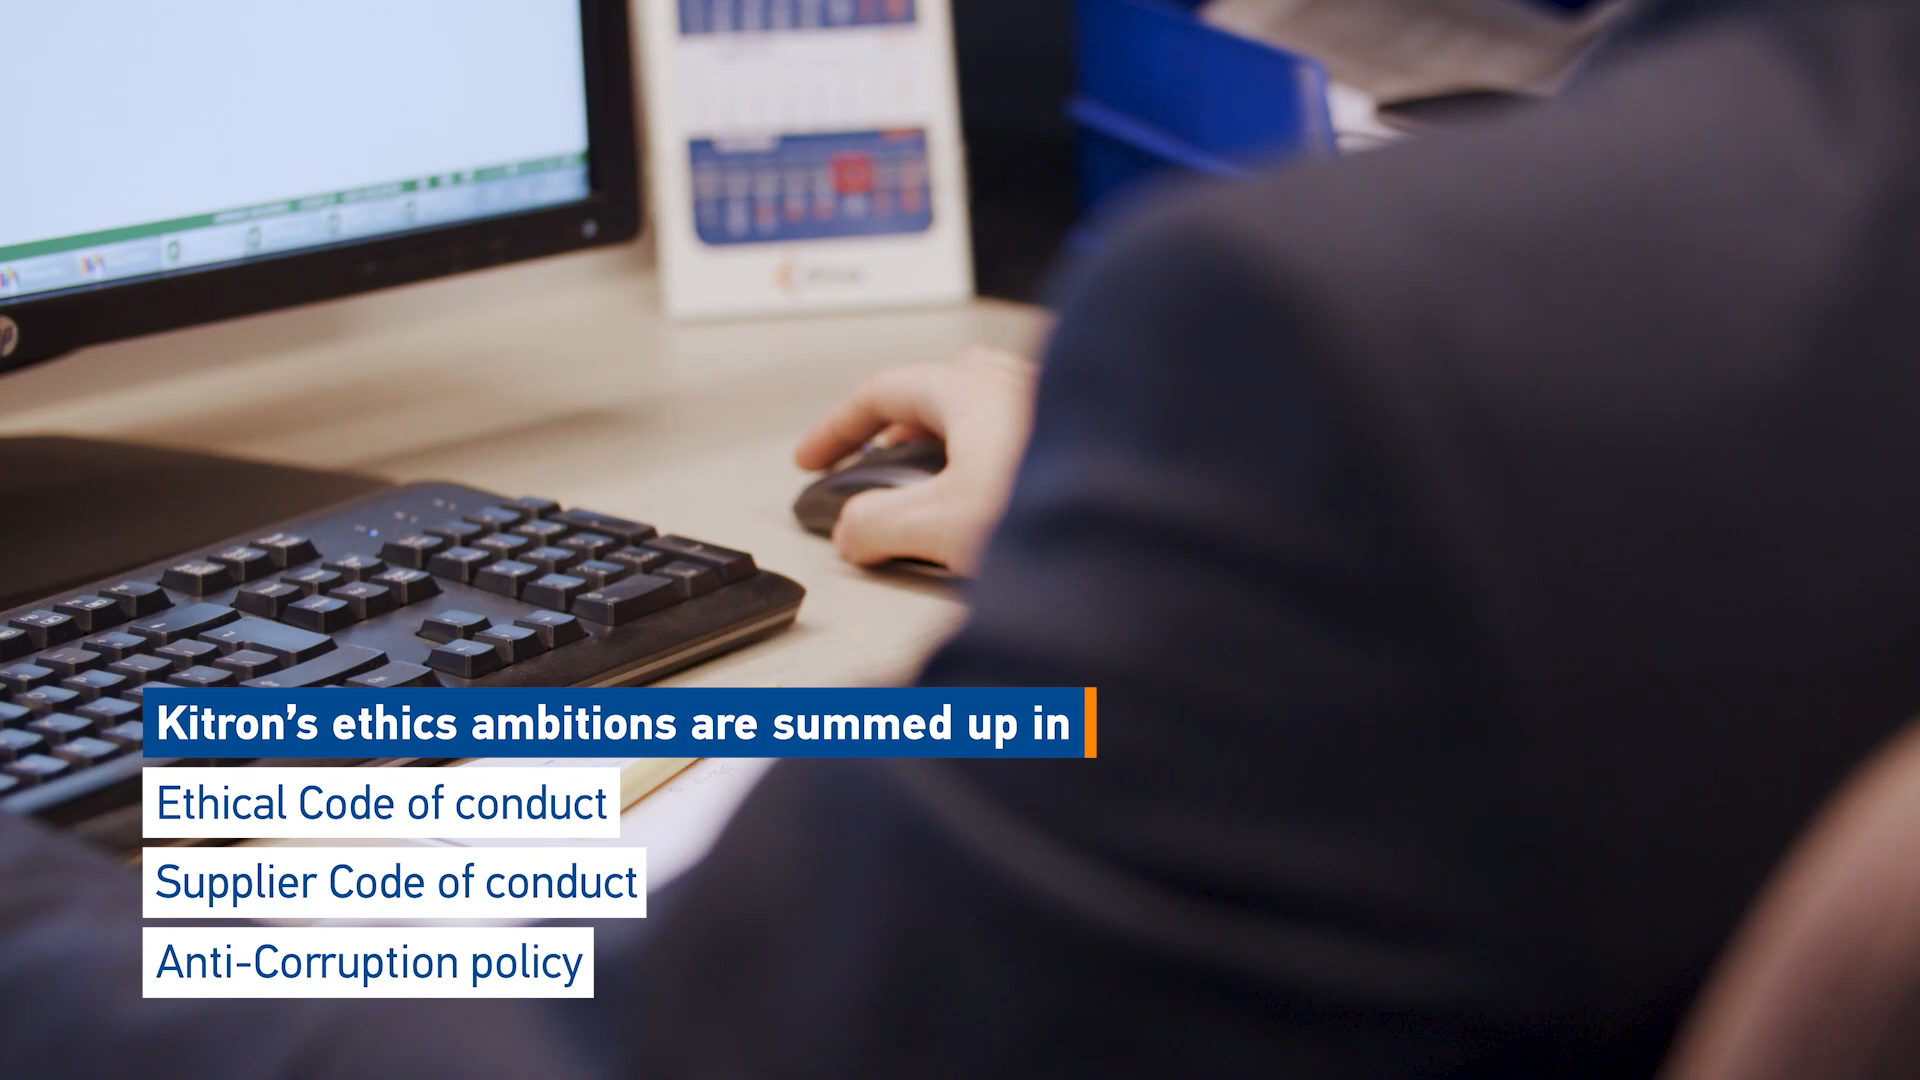 Kitron’s ethics ambitions are summed up in
Ethical Code of conduct
Supplier Code of conduct
Anti-Corruption policy